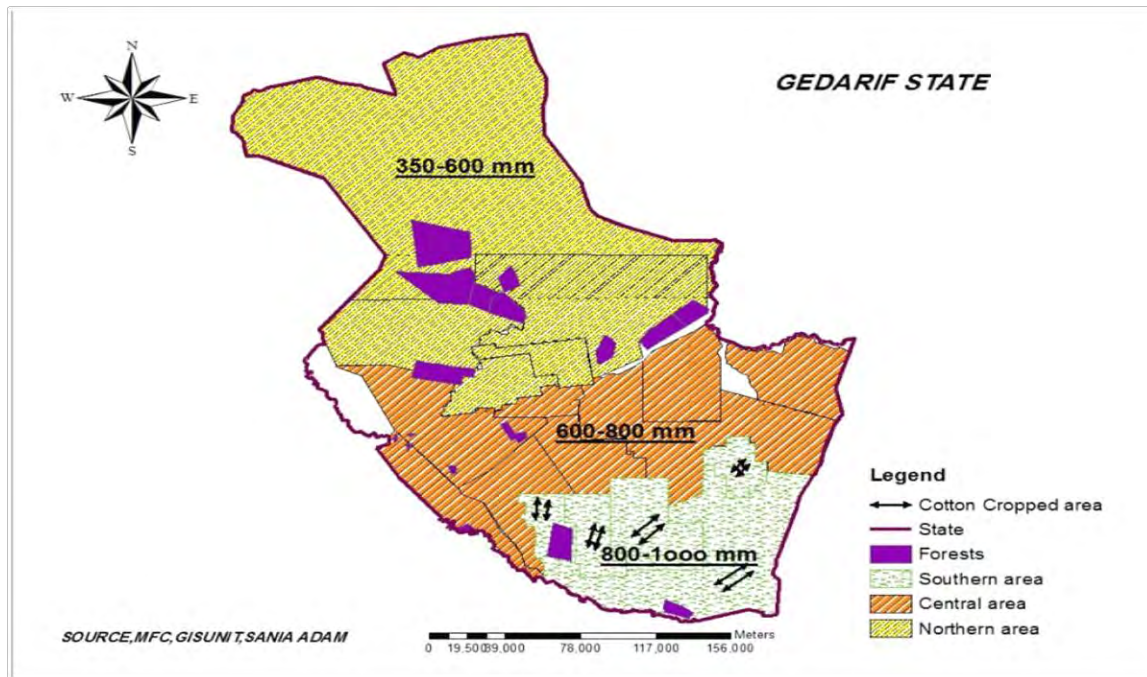 N
W E
S
GEDARIF STATE
350-600 mm
600-800 mm
800-1ooo mm
Legend
Cotton Cropped area
State
Forests
Southern area
Central area
Northern area
SOURCE,MFC,GISUNIT,SANIA ADAM
Meters
0 19.50039,000 78,000 117,000 156,000